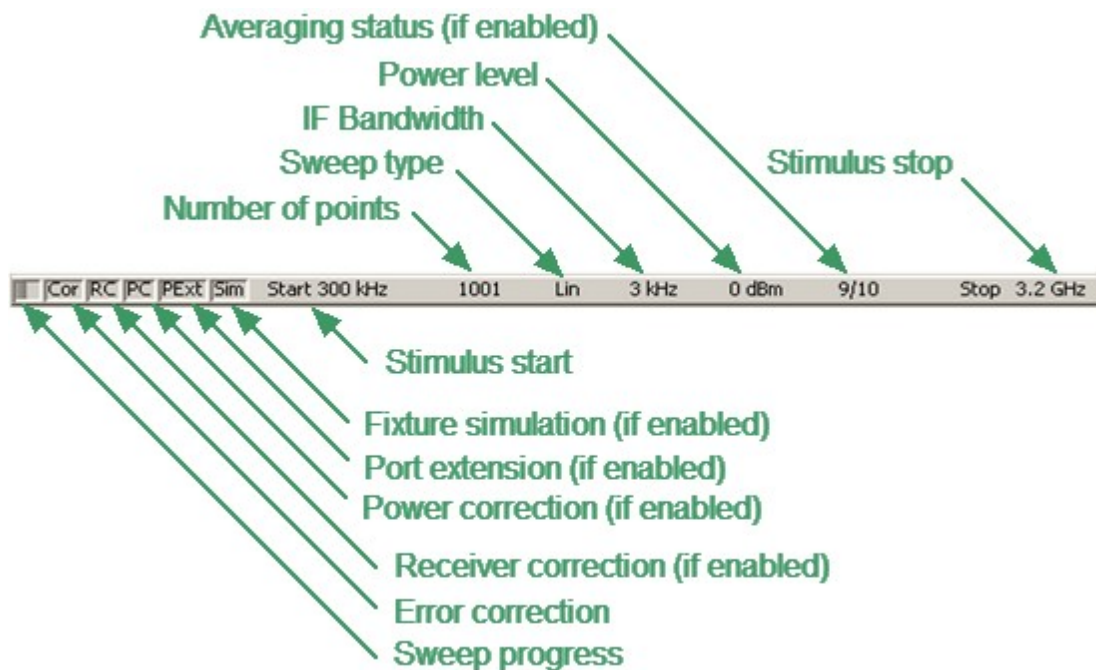 Averaging status (if enabled)
Power level
IF Bandwidth
Sweep type
Stimulus stop
Number of points
Cor RC PC PExt Sim Start 300 kHz 1001 Lin 3 kHz 0 dBm 9/10 Stop 3.2 GHz
Stimulus start
Fixture simulation (if enabled)
Port extension (if enabled)
Power correction (if enabled)
Receiver correction (if enabled)
Error correction
Sweep progress